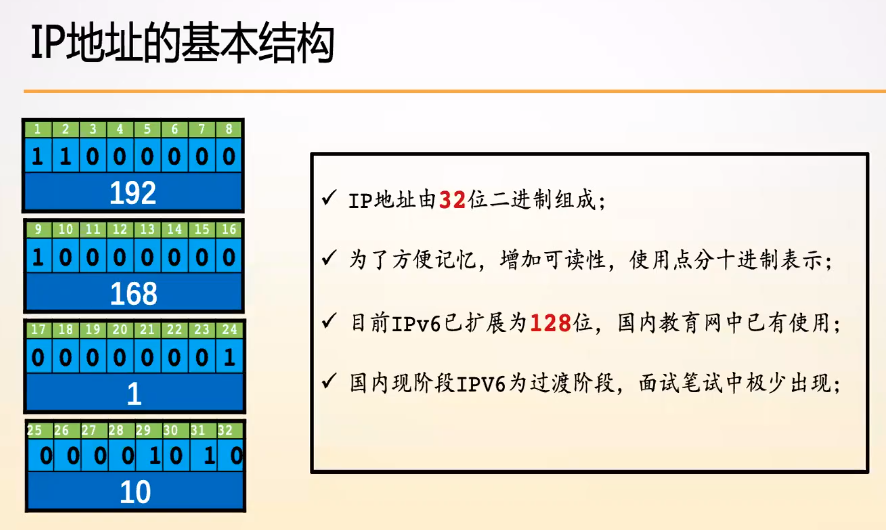 IP地址的基本结构
1 2 3 4 5 6 7 8
1 1 0 0 0 0 0 0
192
9 10 11 12 13 14 15 16
1 0 0 0 0 0 0 0
168
17 18 19 20 21 22 23 24
0 0 0 0 0 0 0 1
1
25 26 27 28 29 30 31 32
0 0 0 0 1 0 1 0
10
✓ IP地址由32位二进制组成；
✓ 为了方便记忆，增加可读性，使用点分十进制表示；
✓ 目前IPv6已扩展为128位，国内教育网中已有使用；
✓ 国内现阶段IPV6为过渡阶段，面试笔试中极少出现；